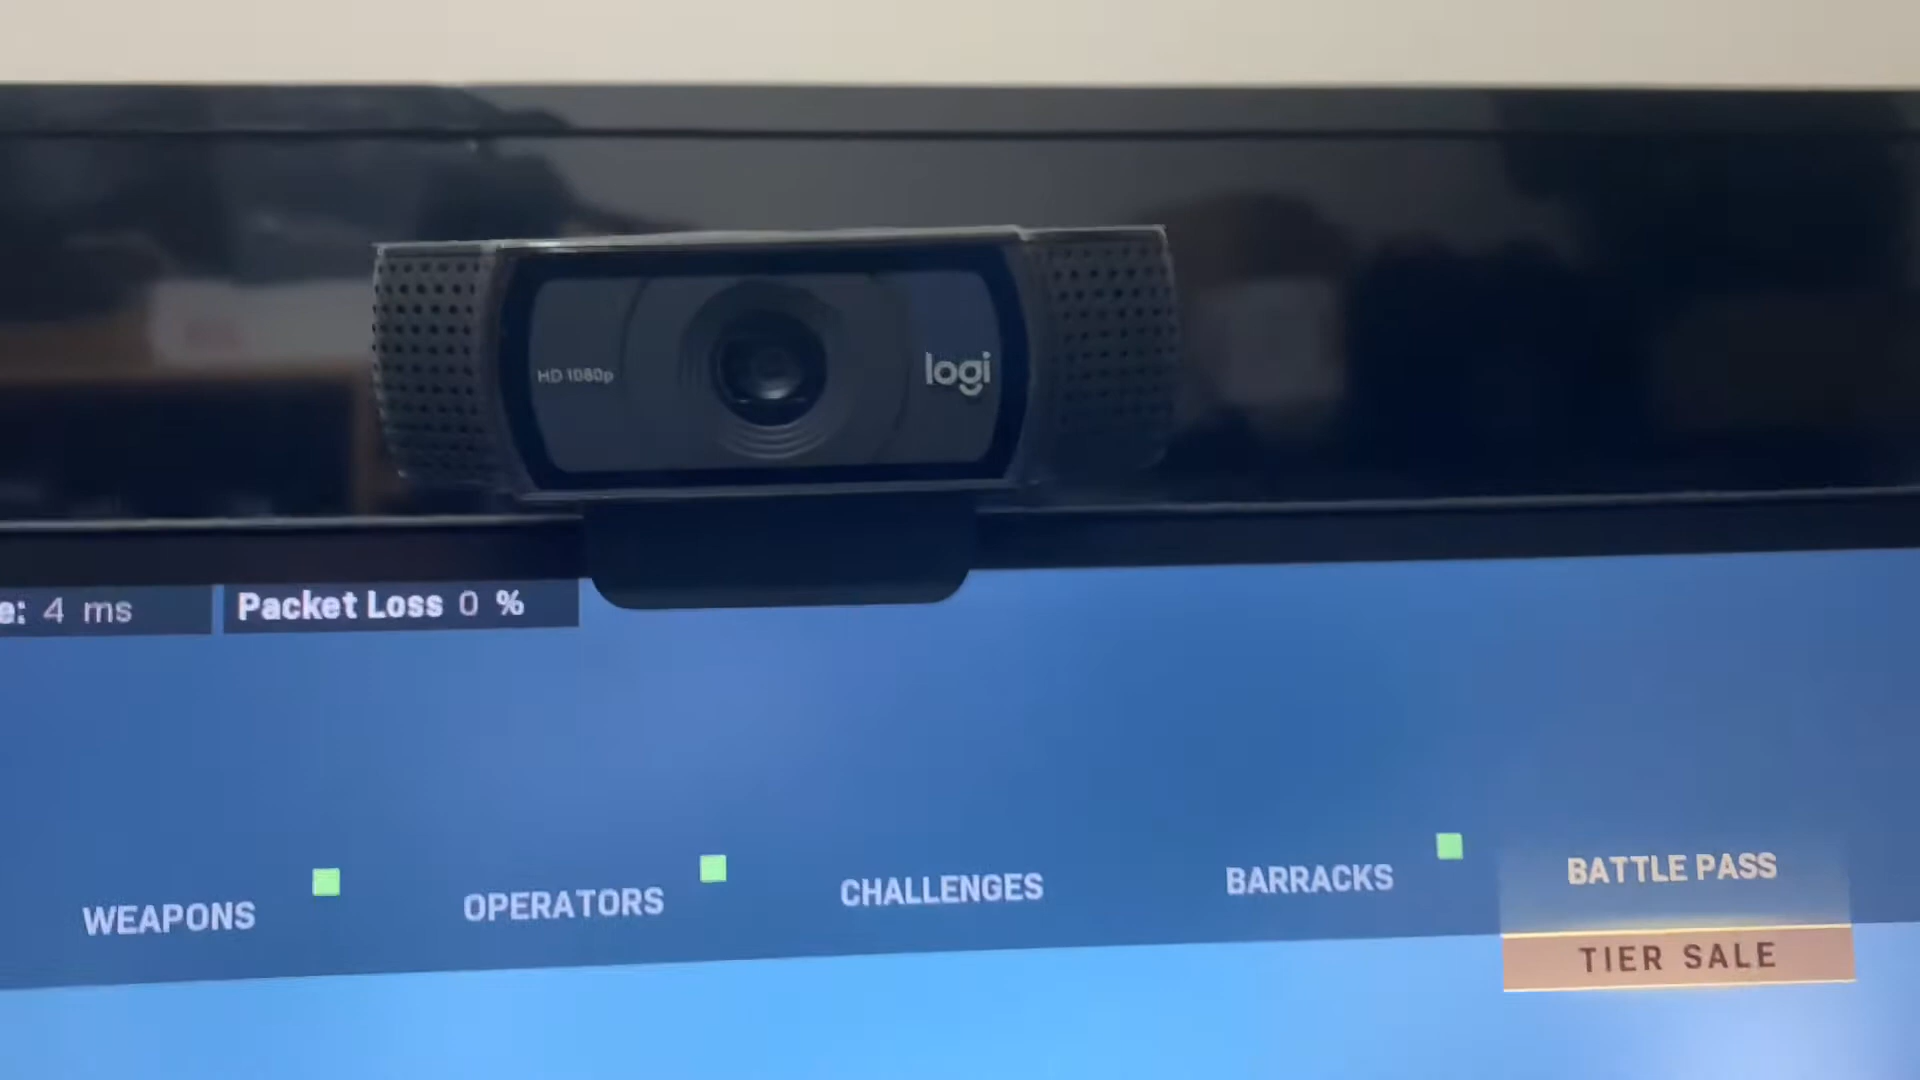 HD 1080p
logi
e: 4 ms
Packet Loss 0 %
WEAPONS
OPERATORS
CHALLENGES
BARRACKS
BATTLE PASS
TIER SALE